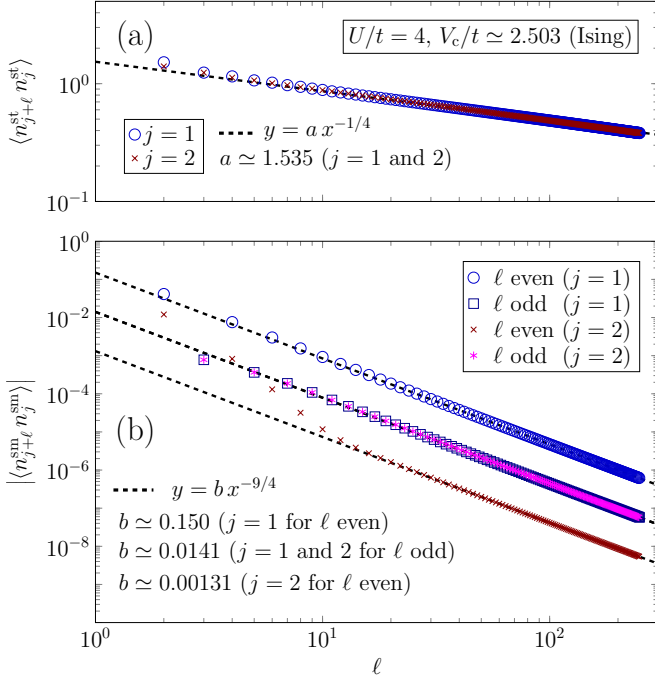 (a)
U/t = 4, V_c/t ≃ 2.503 (Ising)
⟨n^st_{j+ℓ} n^st_j⟩
10^0
10^−1
j = 1
j = 2
y = a x^{−1/4}
a ≃ 1.535 (j = 1 and 2)
10^0
10^−2
10^−4
10^−6
10^−8
|⟨n^sm_{j+ℓ} n^sm_j⟩|
ℓ even (j = 1)
ℓ odd (j = 1)
ℓ even (j = 2)
ℓ odd (j = 2)
(b)
y = b x^{−9/4}
b ≃ 0.150 (j = 1 for ℓ even)
b ≃ 0.0141 (j = 1 and 2 for ℓ odd)
b ≃ 0.00131 (j = 2 for ℓ even)
10^0 10^1 10^2
ℓ